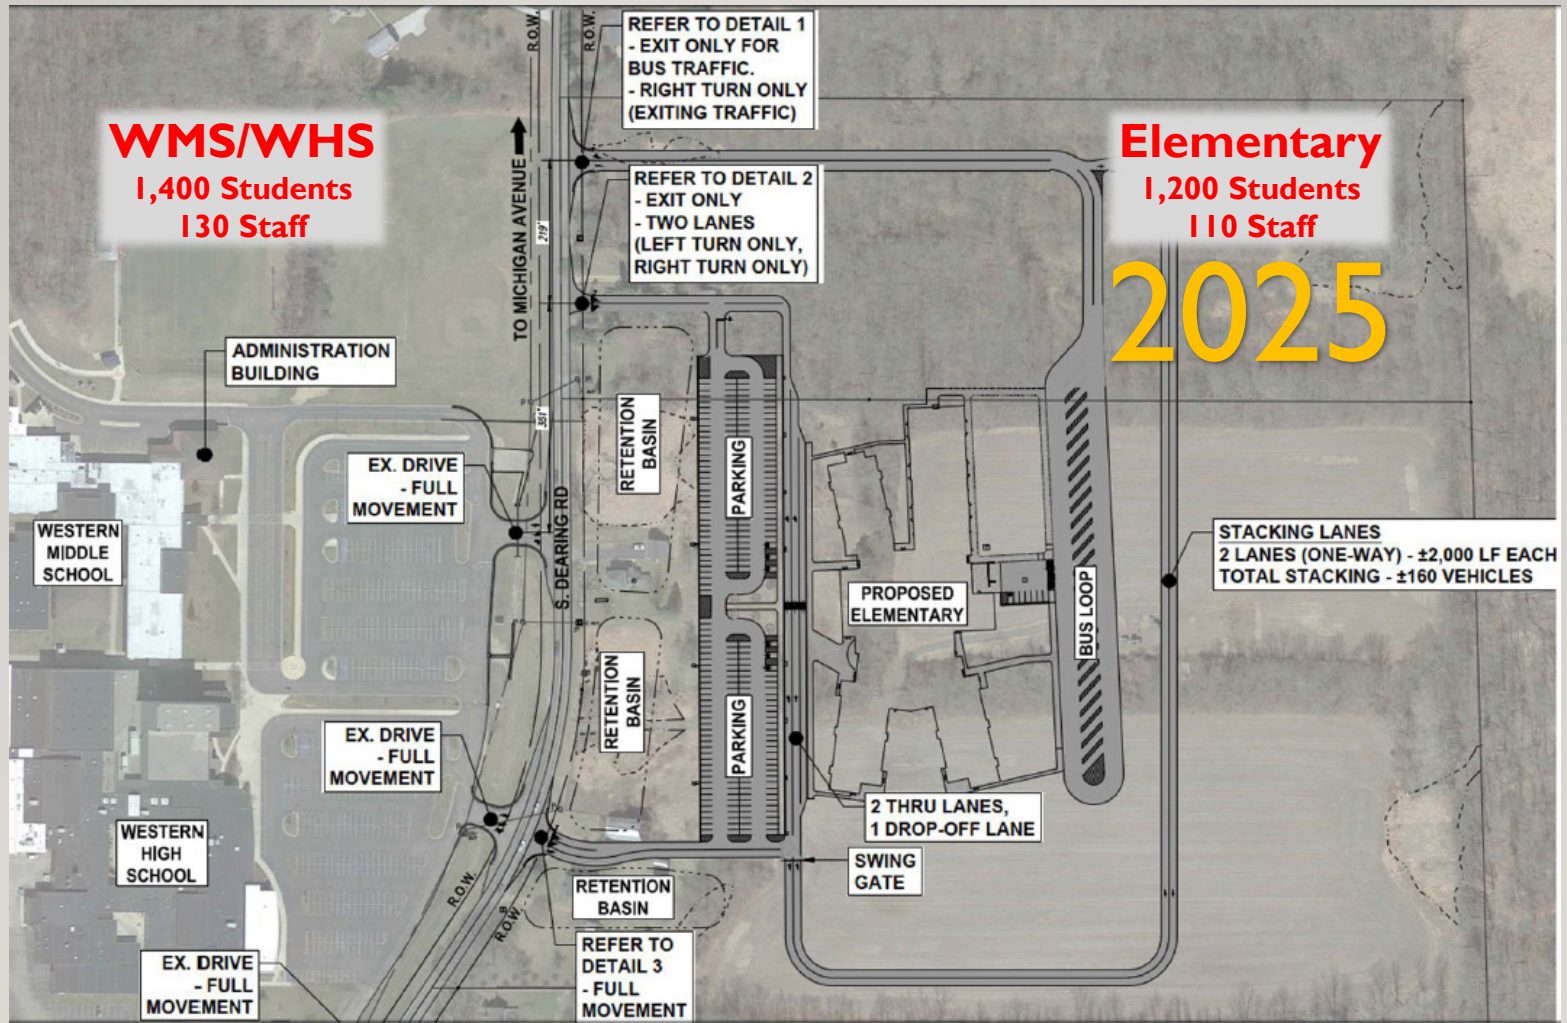 R.O.W.
R.O.W.
REFER TO DETAIL 1
- EXIT ONLY FOR
BUS TRAFFIC.
- RIGHT TURN ONLY
(EXITING TRAFFIC)
WMS/WHS
1,400 Students
130 Staff
Elementary
1,200 Students
110 Staff
2025
TO MICHIGAN AVENUE
219'
REFER TO DETAIL 2
- EXIT ONLY
- TWO LANES
(LEFT TURN ONLY,
RIGHT TURN ONLY)
ADMINISTRATION
BUILDING
361'
RETENTION
BASIN
PARKING
EX. DRIVE
- FULL
MOVEMENT
S. DEARING RD
WESTERN
MIDDLE
SCHOOL
STACKING LANES
2 LANES (ONE-WAY) - ±2,000 LF EACH
TOTAL STACKING - ±160 VEHICLES
PROPOSED
ELEMENTARY
BUS LOOP
RETENTION
BASIN
PARKING
EX. DRIVE
- FULL
MOVEMENT
2 THRU LANES,
1 DROP-OFF LANE
WESTERN
HIGH
SCHOOL
SWING
GATE
R.O.W.
R.O.W.
RETENTION
BASIN
REFER TO
DETAIL 3
- FULL
MOVEMENT
EX. DRIVE
- FULL
MOVEMENT